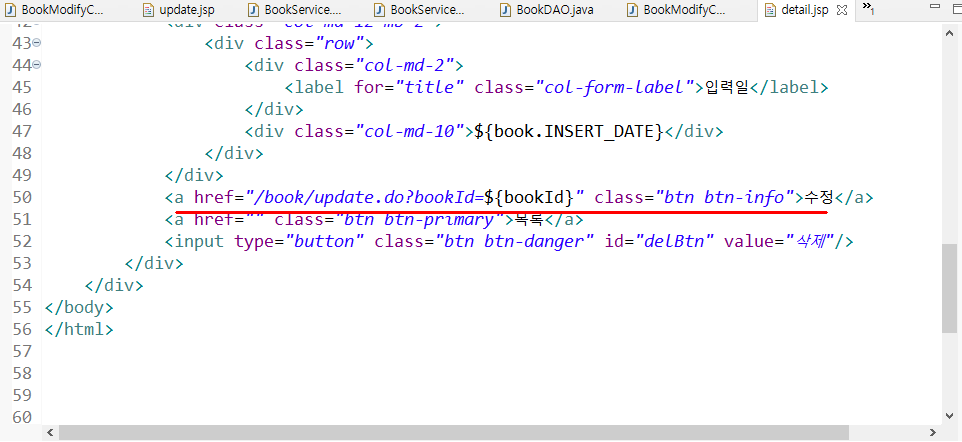 BookModifyC... update.jsp BookService.... BookService... BookDAO.java BookModifyC... detail.jsp »1
43 <div class="row">
44 <div class="col-md-2">
45 <label for="title" class="col-form-label">입력일</label>
46 </div>
47 <div class="col-md-10">${book.INSERT_DATE}</div>
48 </div>
49 </div>
50 <a href="/book/update.do?bookId=${bookId}" class="btn btn-info">수정</a>
51 <a href="" class="btn btn-primary">목록</a>
52 <input type="button" class="btn btn-danger" id="delBtn" value="삭제"/>
53 </div>
54 </div>
55 </body>
56 </html>
57
58
59
60